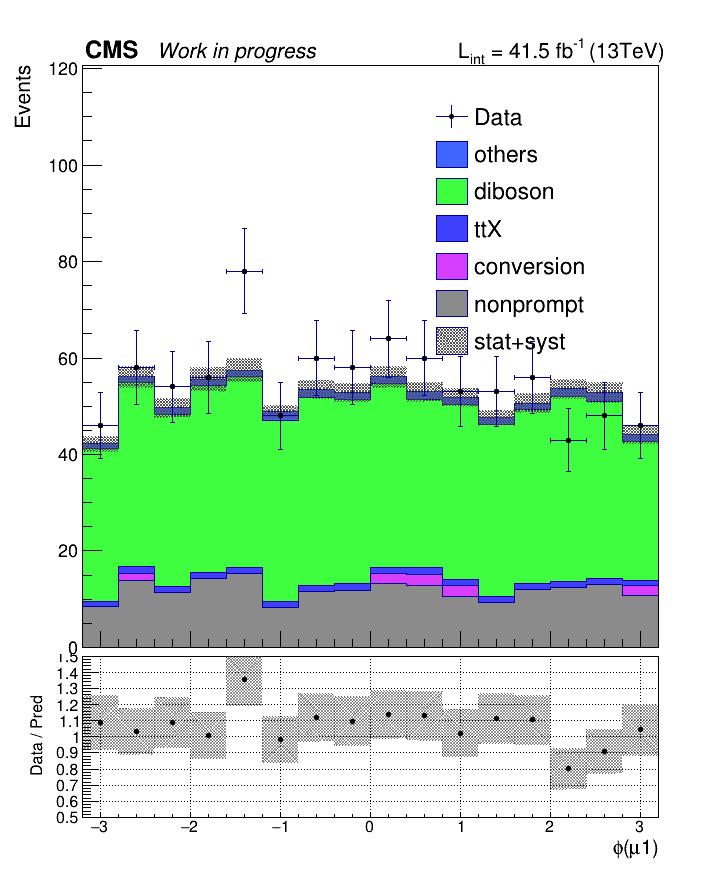 CMS Work in progress L_int = 41.5 fb⁻¹ (13TeV)
Events
120
100
80
60
40
20
0
Data
others
diboson
ttX
conversion
nonprompt
stat+syst
Data / Pred
1.5
1.4
1.3
1.2
1.1
1
0.9
0.8
0.7
0.6
0.5
−3 −2 −1 0 1 2 3
ϕ(μ1)